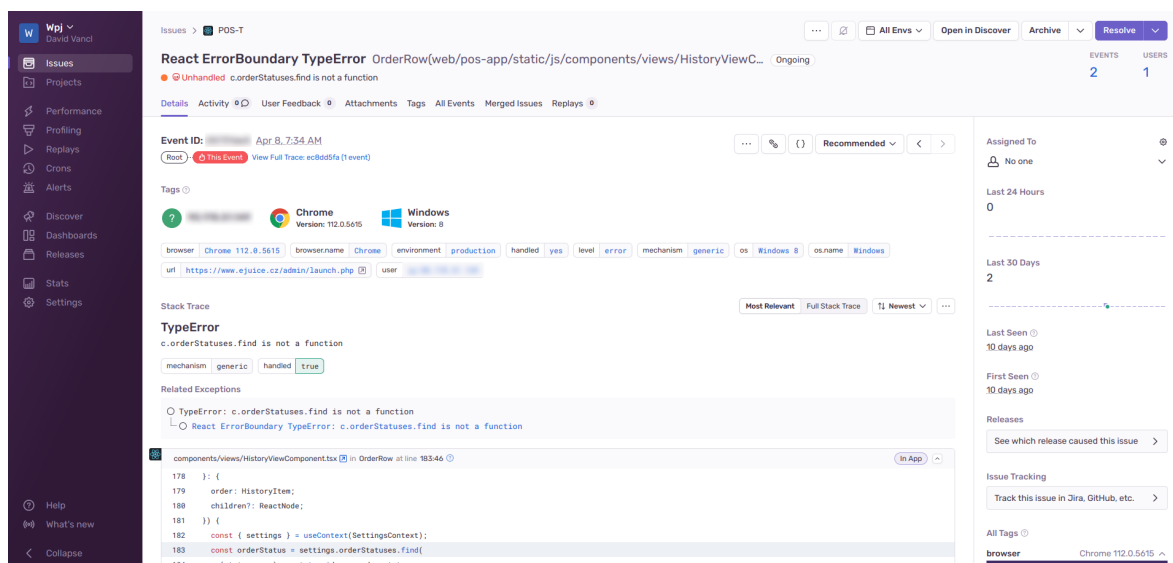 W
Wpj
David Vancl
Issues
Projects
Performance
Profiling
Replays
Crons
Alerts
Discover
Dashboards
Releases
Stats
Settings
Help
What's new
Collapse
Issues > POS-T
... All Envs Open in Discover Archive Resolve
React ErrorBoundary TypeError OrderRow(web/pos-app/static/js/components/views/HistoryViewC... Ongoing
Unhandled c.orderStatuses.find is not a function
EVENTS USERS
2 1
Details Activity 0 User Feedback 0 Attachments Tags All Events Merged Issues Replays 0
Event ID: Apr 8, 7:34 AM
... {} Recommended < >
Root This Event View Full Trace: ec8dd5fa (1 event)
Tags ?
?
Chrome
Version: 112.0.5615
Windows
Version: 8
browser Chrome 112.0.5615 browser.name Chrome environment production handled yes level error mechanism generic os Windows 8 os.name Windows
url https://www.ejuice.cz/admin/launch.php user
Stack Trace
Most Relevant Full Stack Trace Newest ...
TypeError
c.orderStatuses.find is not a function
mechanism generic handled true
Related Exceptions
TypeError: c.orderStatuses.find is not a function
React ErrorBoundary TypeError: c.orderStatuses.find is not a function
components/views/HistoryViewComponent.tsx in OrderRow at line 183:46 ?
In App
178 }: {
179 order: HistoryItem;
180 children?: ReactNode;
181 }) {
182 const { settings } = useContext(SettingsContext);
183 const orderStatus = settings.orderStatuses.find(
Assigned To
No one
Last 24 Hours
0
Last 30 Days
2
Last Seen ?
10 days ago
First Seen ?
10 days ago
Releases
See which release caused this issue >
Issue Tracking
Track this issue in Jira, GitHub, etc. >
All Tags ?
browser Chrome 112.0.5615